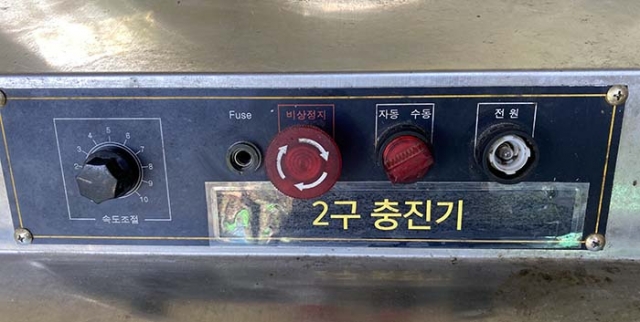 Fuse
비상정지
자동 수동
전원
2 3 4 5 6 7 8 9 10
속도조절
2구 충진기